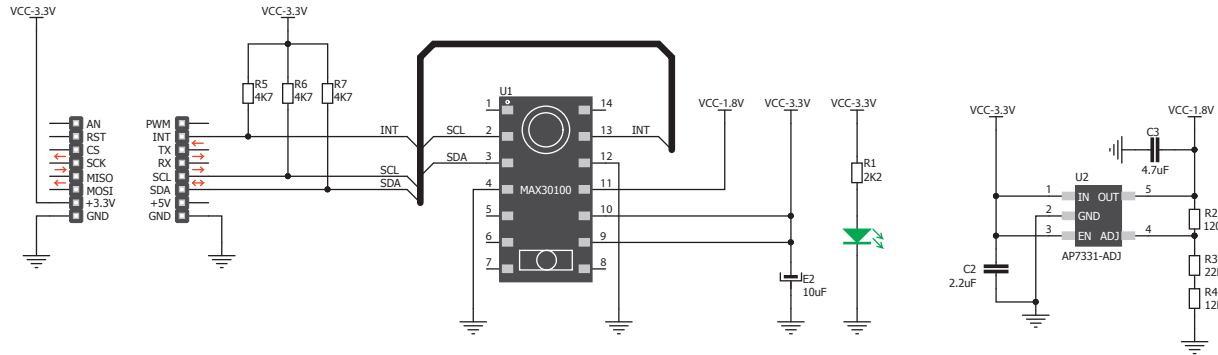 VCC-3.3V
VCC-3.3V
R5
4K7
R6
4K7
R7
4K7
AN
RST
CS
SCK
MISO
MOSI
+3.3V
GND
PWM
INT
TX
RX
SCL
SDA
+5V
GND
INT
SCL
SDA
SCL
SDA
U1
1
2
3
4
5
6
7
MAX30100
14
13
12
11
10
9
8
INT
VCC-1.8V
VCC-3.3V
VCC-3.3V
E2
10uF
R1
2K2
VCC-3.3V
VCC-1.8V
C3
4.7uF
U2
1
2
3
IN
OUT
GND
EN
ADJ
5
4
AP7331-ADJ
C2
2.2uF
R2
R3
R4